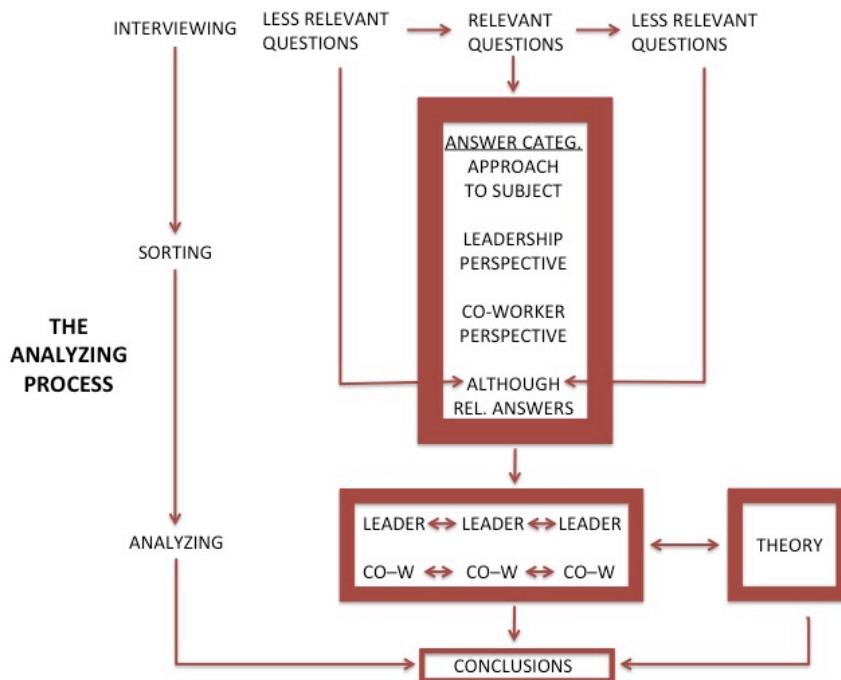 INTERVIEWING
LESS RELEVANT
QUESTIONS
RELEVANT
QUESTIONS
LESS RELEVANT
QUESTIONS
ANSWER CATEG.
APPROACH
TO SUBJECT
LEADERSHIP
PERSPECTIVE
CO-WORKER
PERSPECTIVE
ALTHOUGH
REL. ANSWERS
SORTING
THE
ANALYZING
PROCESS
ANALYZING
LEADER LEADER LEADER
CO–W CO–W CO–W
THEORY
CONCLUSIONS